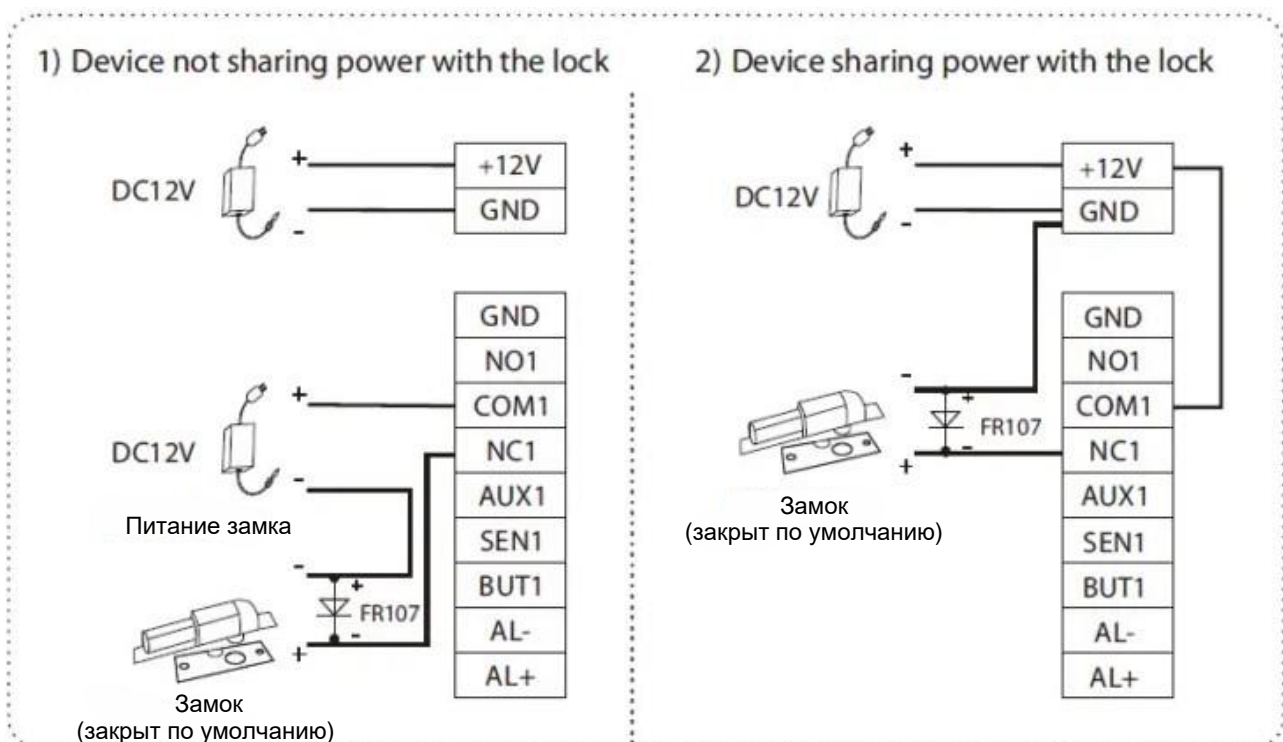 1) Device not sharing power with the lock
DC12V
+
-
+12V
GND
GND
NO1
COM1
NC1
AUX1
SEN1
BUT1
AL-
AL+
+
DC12V
-
Питание замка
-
+
FR107
-
+
Замок
(закрыт по умолчанию)
2) Device sharing power with the lock
+
DC12V
-
+12V
GND
GND
NO1
COM1
NC1
AUX1
SEN1
BUT1
AL-
AL+
-
+
FR107
-
+
Замок
(закрыт по умолчанию)